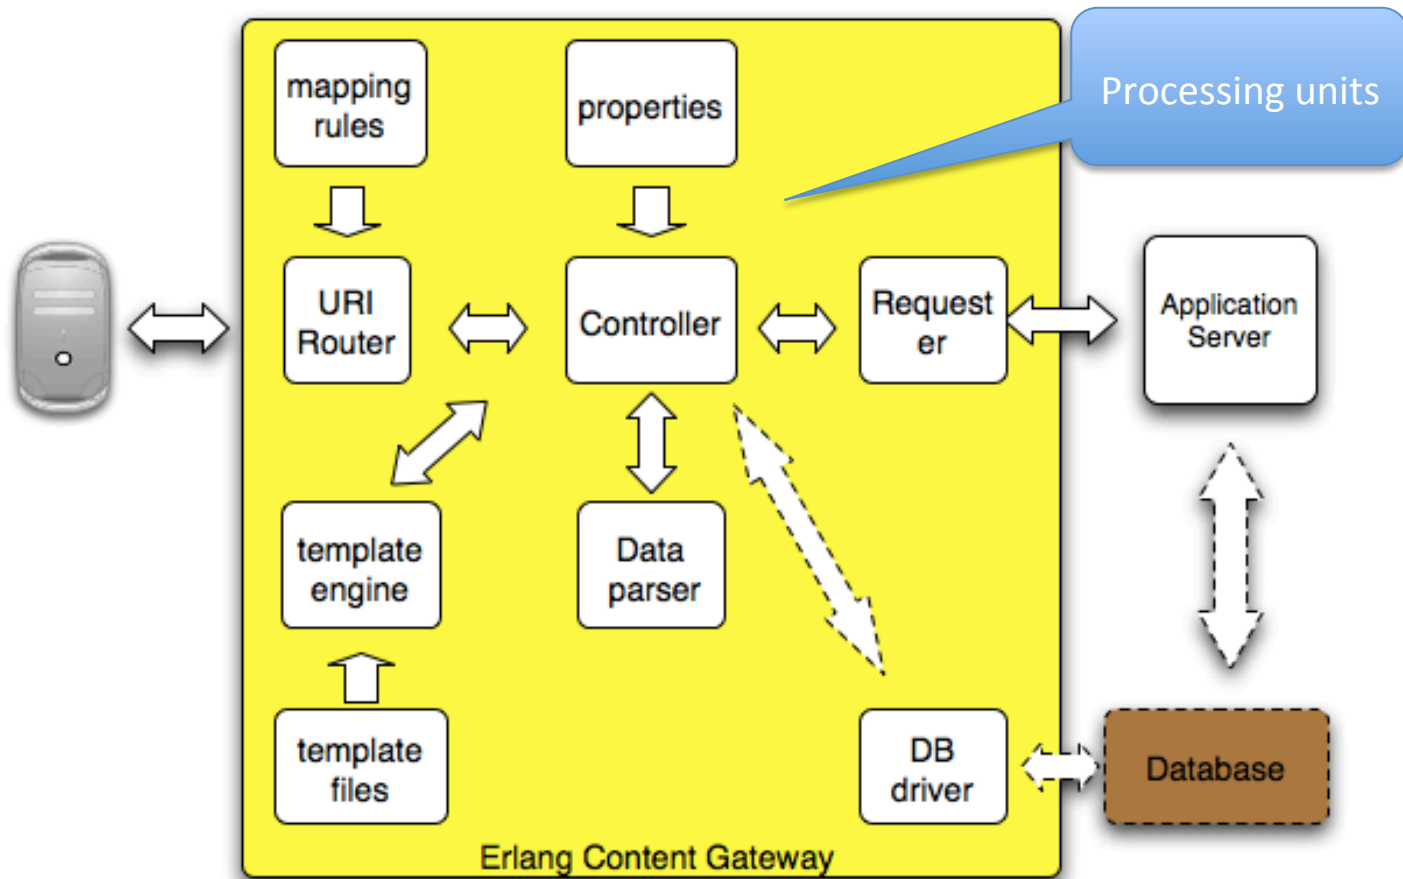 mapping
rules
properties
Processing units
URI
Router
Controller
Request
er
Application
Server
template
engine
Data
parser
template
files
DB
driver
Database
Erlang Content Gateway